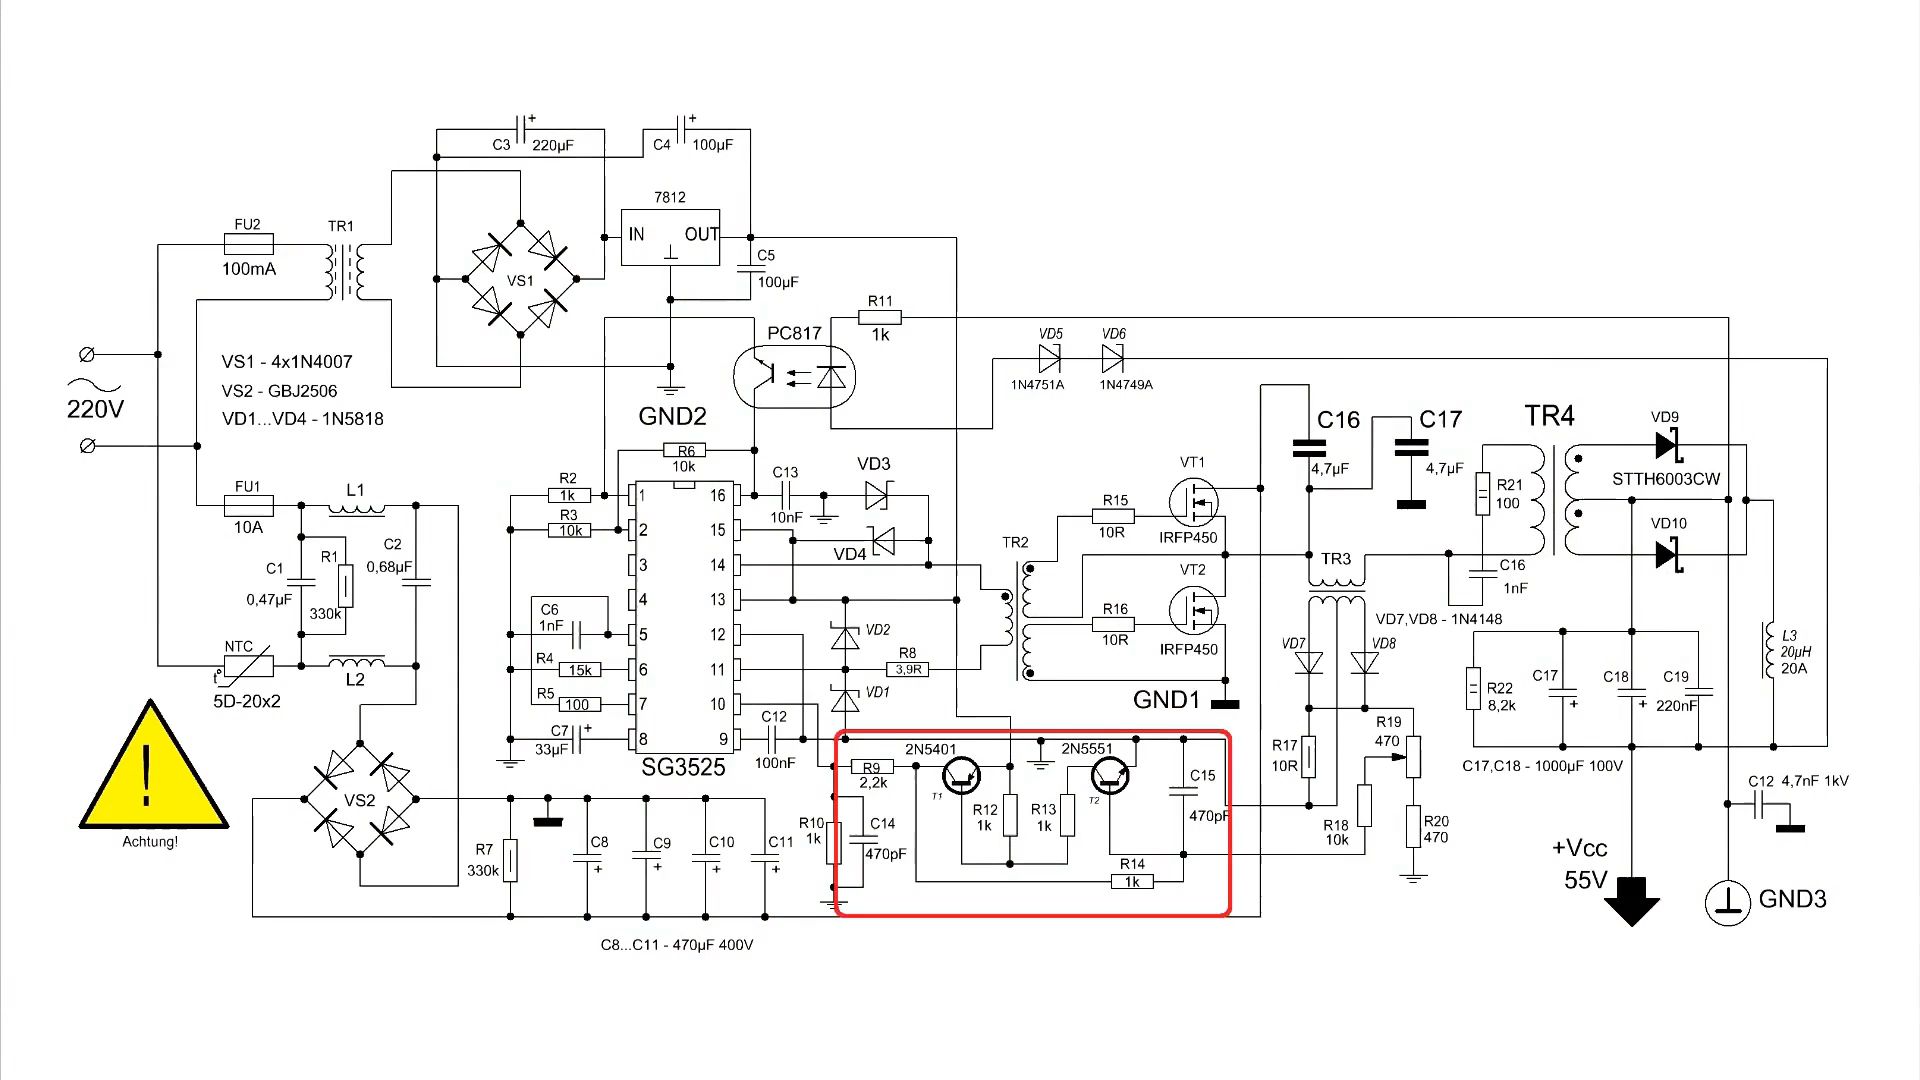 C3
220µF
+
C4
100µF
+
7812
IN
OUT
C5
100µF
FU2
100mA
TR1
VS1
220V
VS1 - 4x1N4007
VS2 - GBJ2506
VD1...VD4 - 1N5818
GND2
PC817
R11
1k
VD5
1N4751A
VD6
1N4749A
C16
4,7µF
C17
4,7µF
TR4
VD9
STTH6003CW
VD10
FU1
10A
L1
C1
0,47µF
R1
330k
C2
0,68µF
NTC
t°
5D-20x2
L2
R2
1k
R3
10k
R6
10k
C6
1nF
R4
15k
R5
100
C7
33µF
+
1
2
3
4
5
6
7
8
16
15
14
13
12
11
10
9
SG3525
C13
10nF
VD3
VD4
VD2
VD1
R8
3,9R
C12
100nF
TR2
R15
10R
R16
10R
VT1
IRFP450
VT2
IRFP450
GND1
TR3
R21
100
C16
1nF
VD7,VD8 - 1N4148
VD7
VD8
R17
10R
R19
470
R18
10k
R20
470
R22
8,2k
C17
+
C18
+
C19
220nF
L3
20µH
20A
C17,C18 - 1000µF 100V
C12 4,7nF 1kV
+Vcc
55V
GND3
!
Achtung!
VS2
R7
330k
C8
+
C9
+
C10
+
C11
+
C8...C11 - 470µF 400V
R9
2,2k
R10
1k
C14
470pF
2N5401
T1
R12
1k
R13
1k
2N5551
T2
C15
470pF
R14
1k